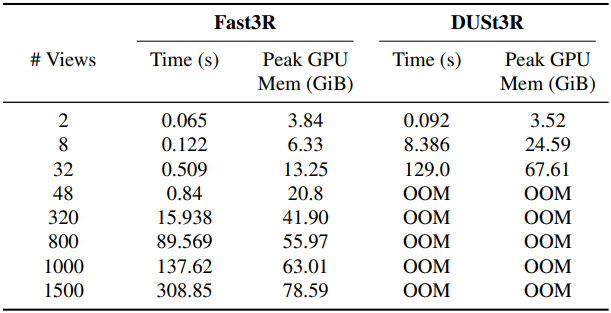 Fast3R DUSt3R
# Views Time (s) Peak GPU Mem (GiB) Time (s) Peak GPU Mem (GiB)
2 0.065 3.84 0.092 3.52
8 0.122 6.33 8.386 24.59
32 0.509 13.25 129.0 67.61
48 0.84 20.8 OOM OOM
320 15.938 41.90 OOM OOM
800 89.569 55.97 OOM OOM
1000 137.62 63.01 OOM OOM
1500 308.85 78.59 OOM OOM